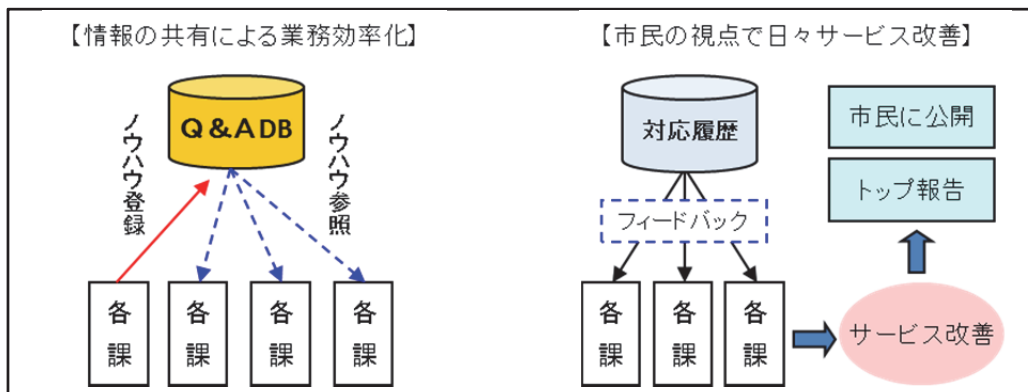 【情報の共有による業務効率化】
Q&ADB
ノウハウ登録
ノウハウ参照
各課
各課
各課
各課
【市民の視点で日々サービス改善】
対応履歴
フィードバック
各課
各課
各課
サービス改善
トップ報告
市民に公開